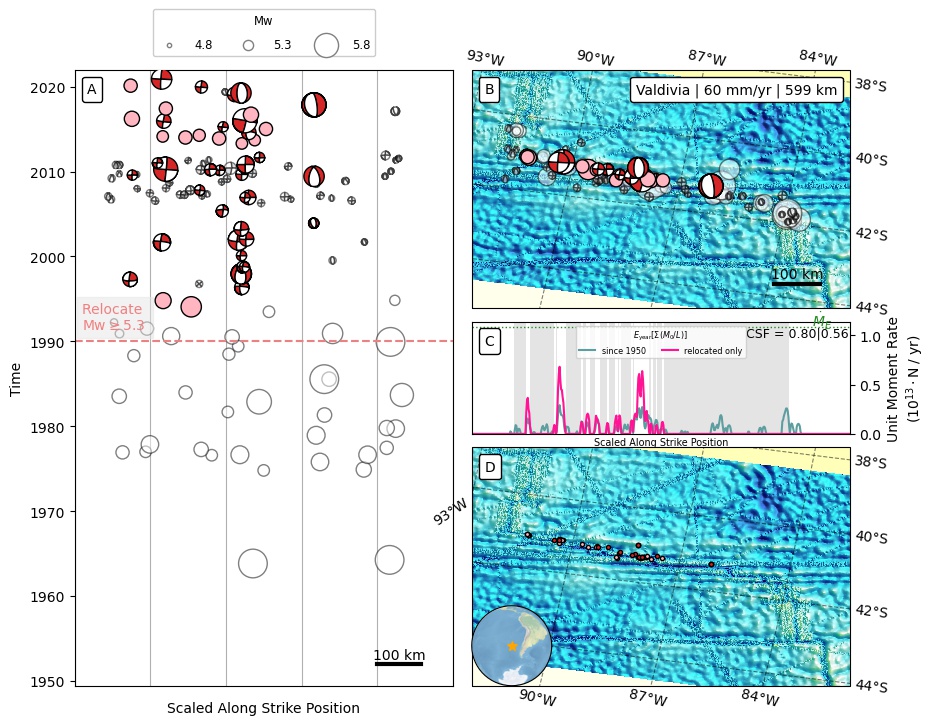 Mw
4.8 5.3 5.8
A
2020
2010
2000
1990
1980
1970
1960
1950
Time
Relocate
Mw ≥5.3
100 km
Scaled Along Strike Position
93°W 90°W 87°W 84°W
B
Valdivia | 60 mm/yr | 599 km
38°S
40°S
42°S
44°S
100 km
C
E_year[Σ(M₀/L)]
since 1950 relocated only
CSF = 0.80|0.56
1.0
0.5
0.0
Unit Moment Rate
(10¹³ · N / yr)
Scaled Along Strike Position
D
93°W
38°S
40°S
42°S
44°S
90°W 87°W 84°W